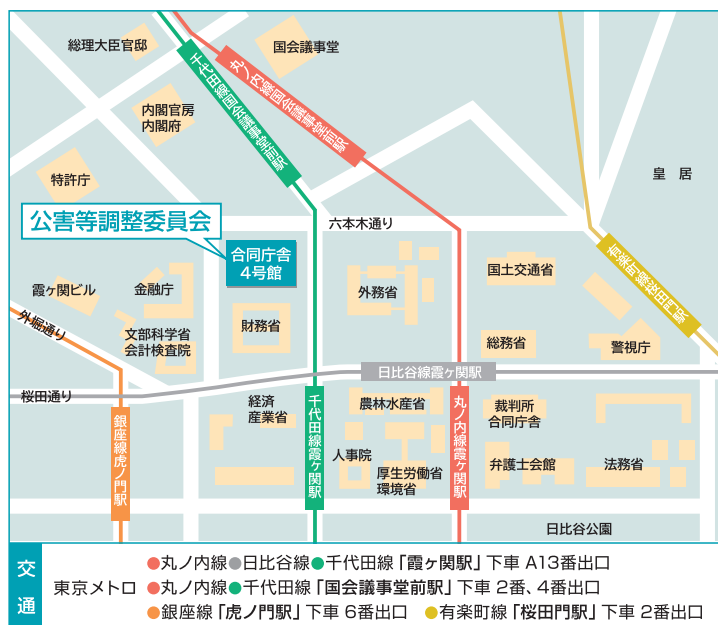 総理大臣官邸
国会議事堂
千代田線国会議事堂前駅
丸ノ内線国会議事堂前駅
内閣官房
内閣府
特許庁
皇 居
公害等調整委員会
六本木通り
合同庁舎
4号館
有楽町線桜田門駅
国土交通省
霞ヶ関ビル
金融庁
外務省
外堀通り
文部科学省
会計検査院
財務省
総務省
警視庁
日比谷線霞ヶ関駅
桜田通り
経済
産業省
千代田線霞ヶ関駅
農林水産省
丸ノ内線霞ヶ関駅
裁判所
合同庁舎
銀座線虎ノ門駅
人事院
厚生労働省
環境省
弁護士会館
法務省
日比谷公園
交通
東京メトロ
●丸ノ内線●日比谷線●千代田線「霞ヶ関駅」下車 A13番出口
●丸ノ内線●千代田線「国会議事堂前駅」下車 2番、4番出口
●銀座線「虎ノ門駅」下車 6番出口 ●有楽町線「桜田門駅」下車 2番出口